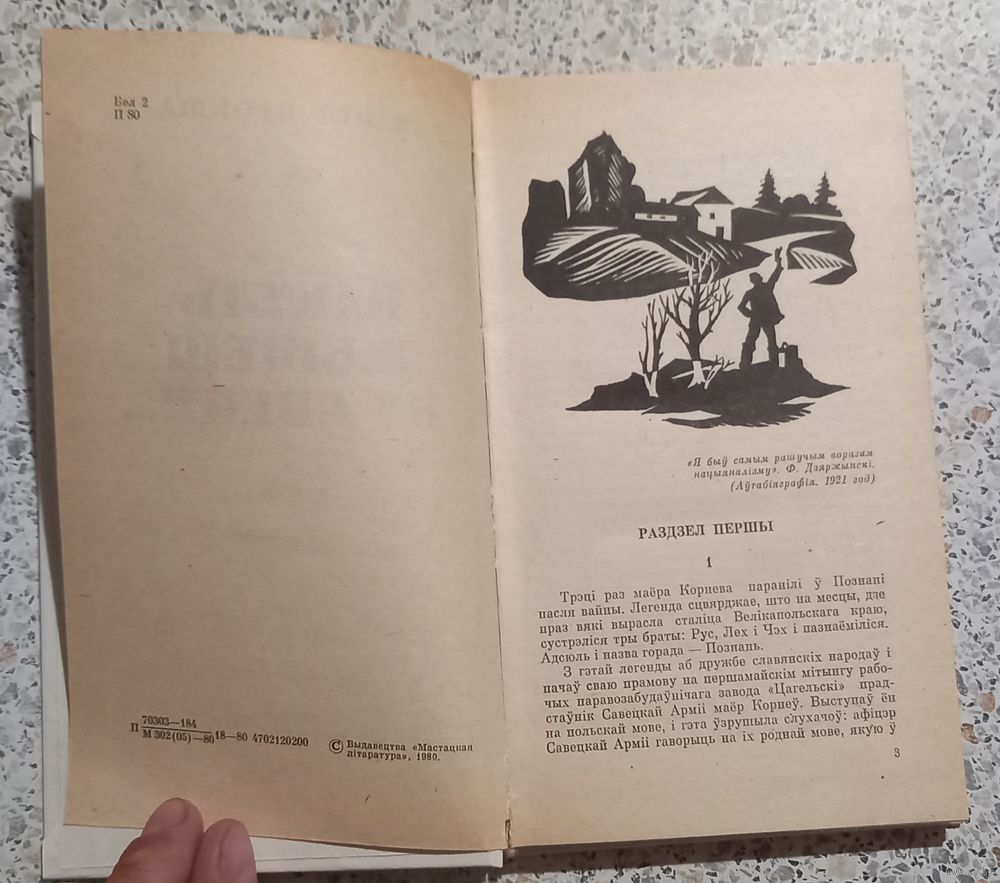 Бел 2
П 80
П 70303—184
М 302(05)—80 18—80 4702120200
© Выдавецтва «Мастацкая
літаратура», 1980.
«Я быў самым рашучым ворагам
нацыяналізму». Ф. Дзяржынскі.
(Аўтабіяграфія. 1921 год)
РАЗДЗЕЛ ПЕРШЫ
1
Трэці раз маёра Корнева паранілі ў Познані
пасля вайны. Легенда сцвярджае, што на месцы, дзе
праз вякі вырасла сталіца Велікапольскага краю,
сустрэліся тры браты: Рус, Лех і Чэх і пазнаёміліся.
Адсюль і назва горада — Познань.
З гэтай легенды аб дружбе славянскіх народаў і
пачаў сваю прамову на першамайскім мітынгу рабо-
чых паравозабудаўнічага завода «Цагельскі» прад-
стаўнік Савецкай Арміі маёр Корнеў. Выступаў ён
на польскай мове, і гэта ўзрушыла слухачоў: афіцэр
Савецкай Арміі гаворыць на іх роднай мове, якую ў
3